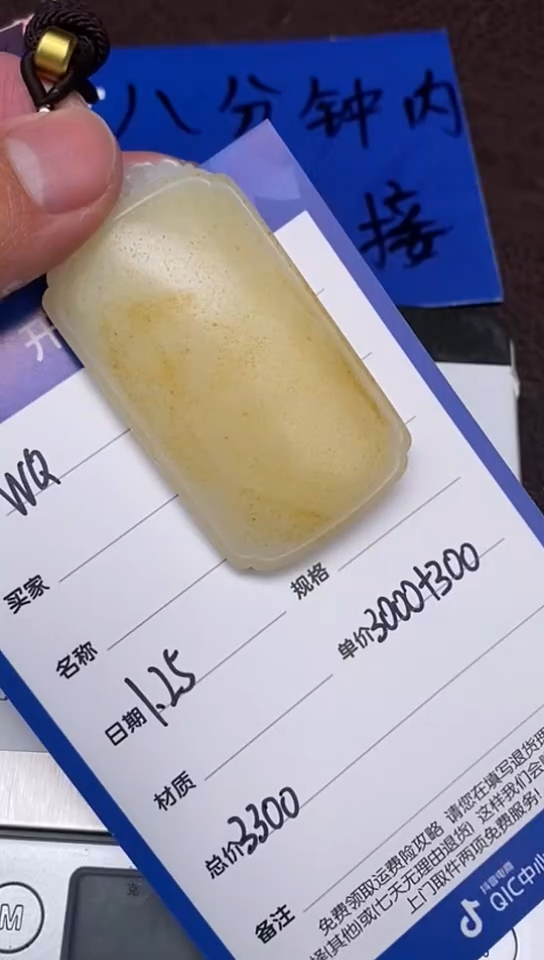 八分钟内
接
开
WQ
买家
名称
规格
日期 1.25
单价 3000+300
材质
总价 3300
备注
免费领取运费险攻略 请您在填写退货理
择(其他)或(七天无理由退货) 这样我们会
上门取件两项免费服务!
抖音电商
QIC中心
M
克